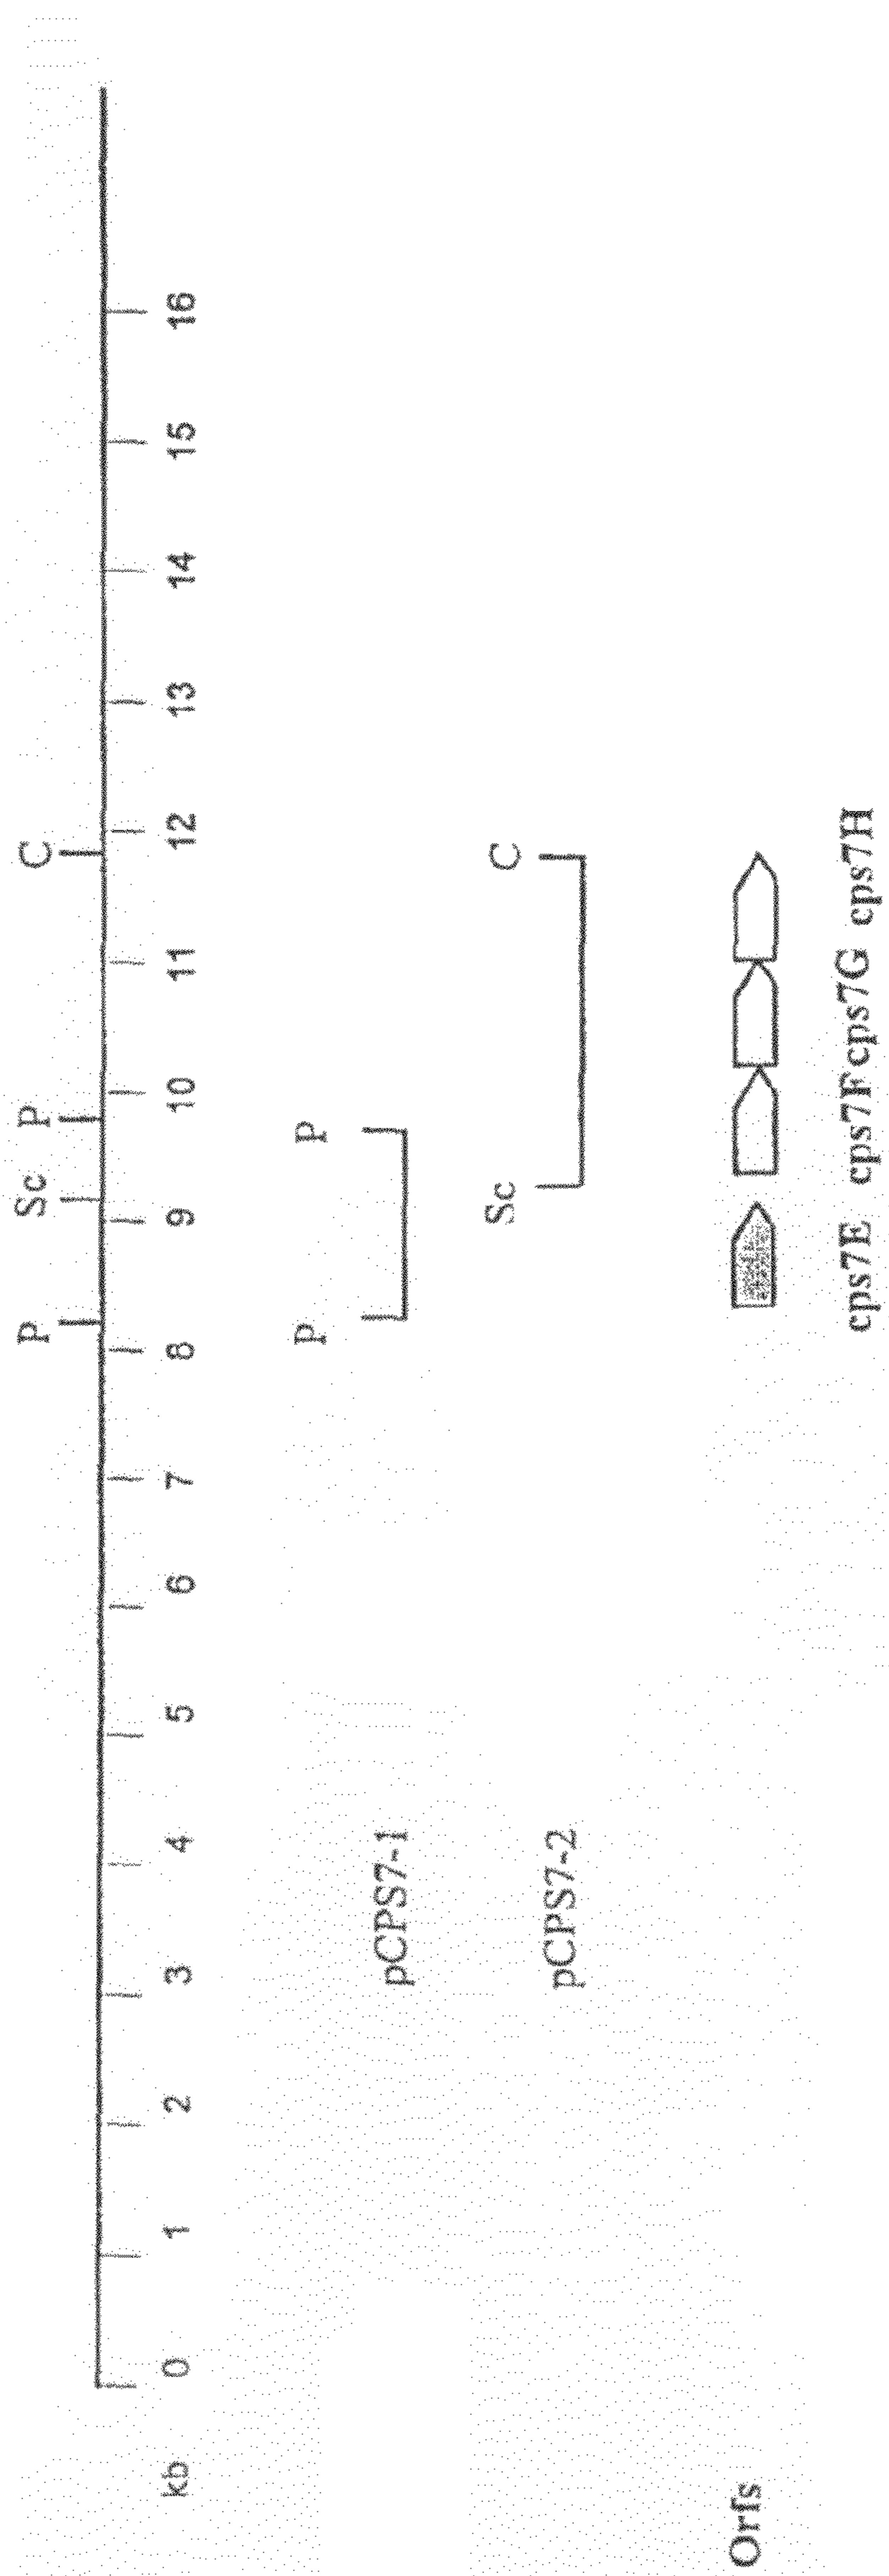 P Sc P C
kb 0 1 2 3 4 5 6 7 8 9 10 11 12 13 14 15 16
P P
pCPS7-1
Sc C
pCPS7-2
Orfs
cps7E cps7F cps7G cps7H